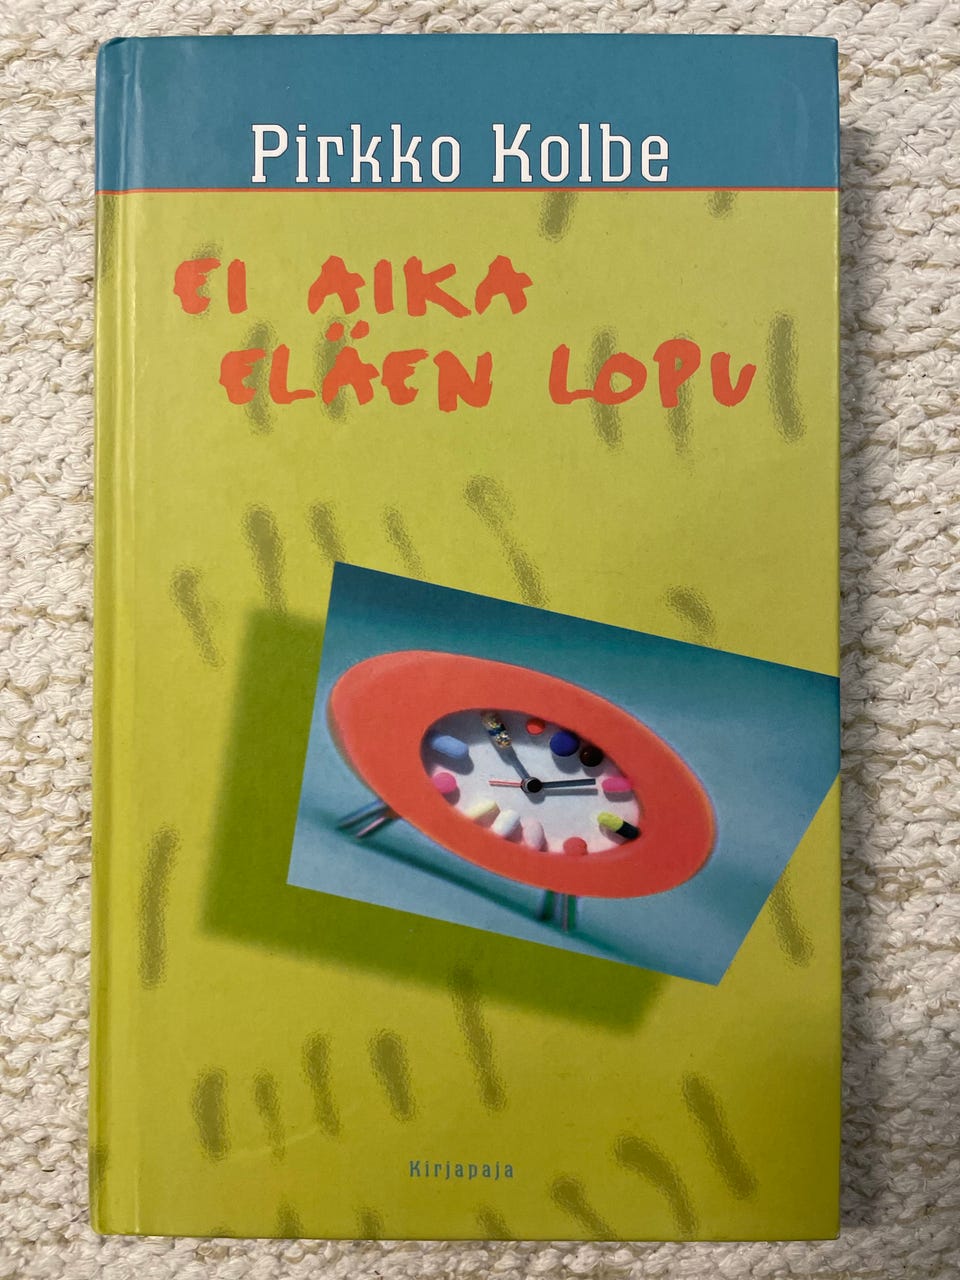 Pirkko Kolbe
EI AIKA
ELÄEN LOPU
Kirjapaja